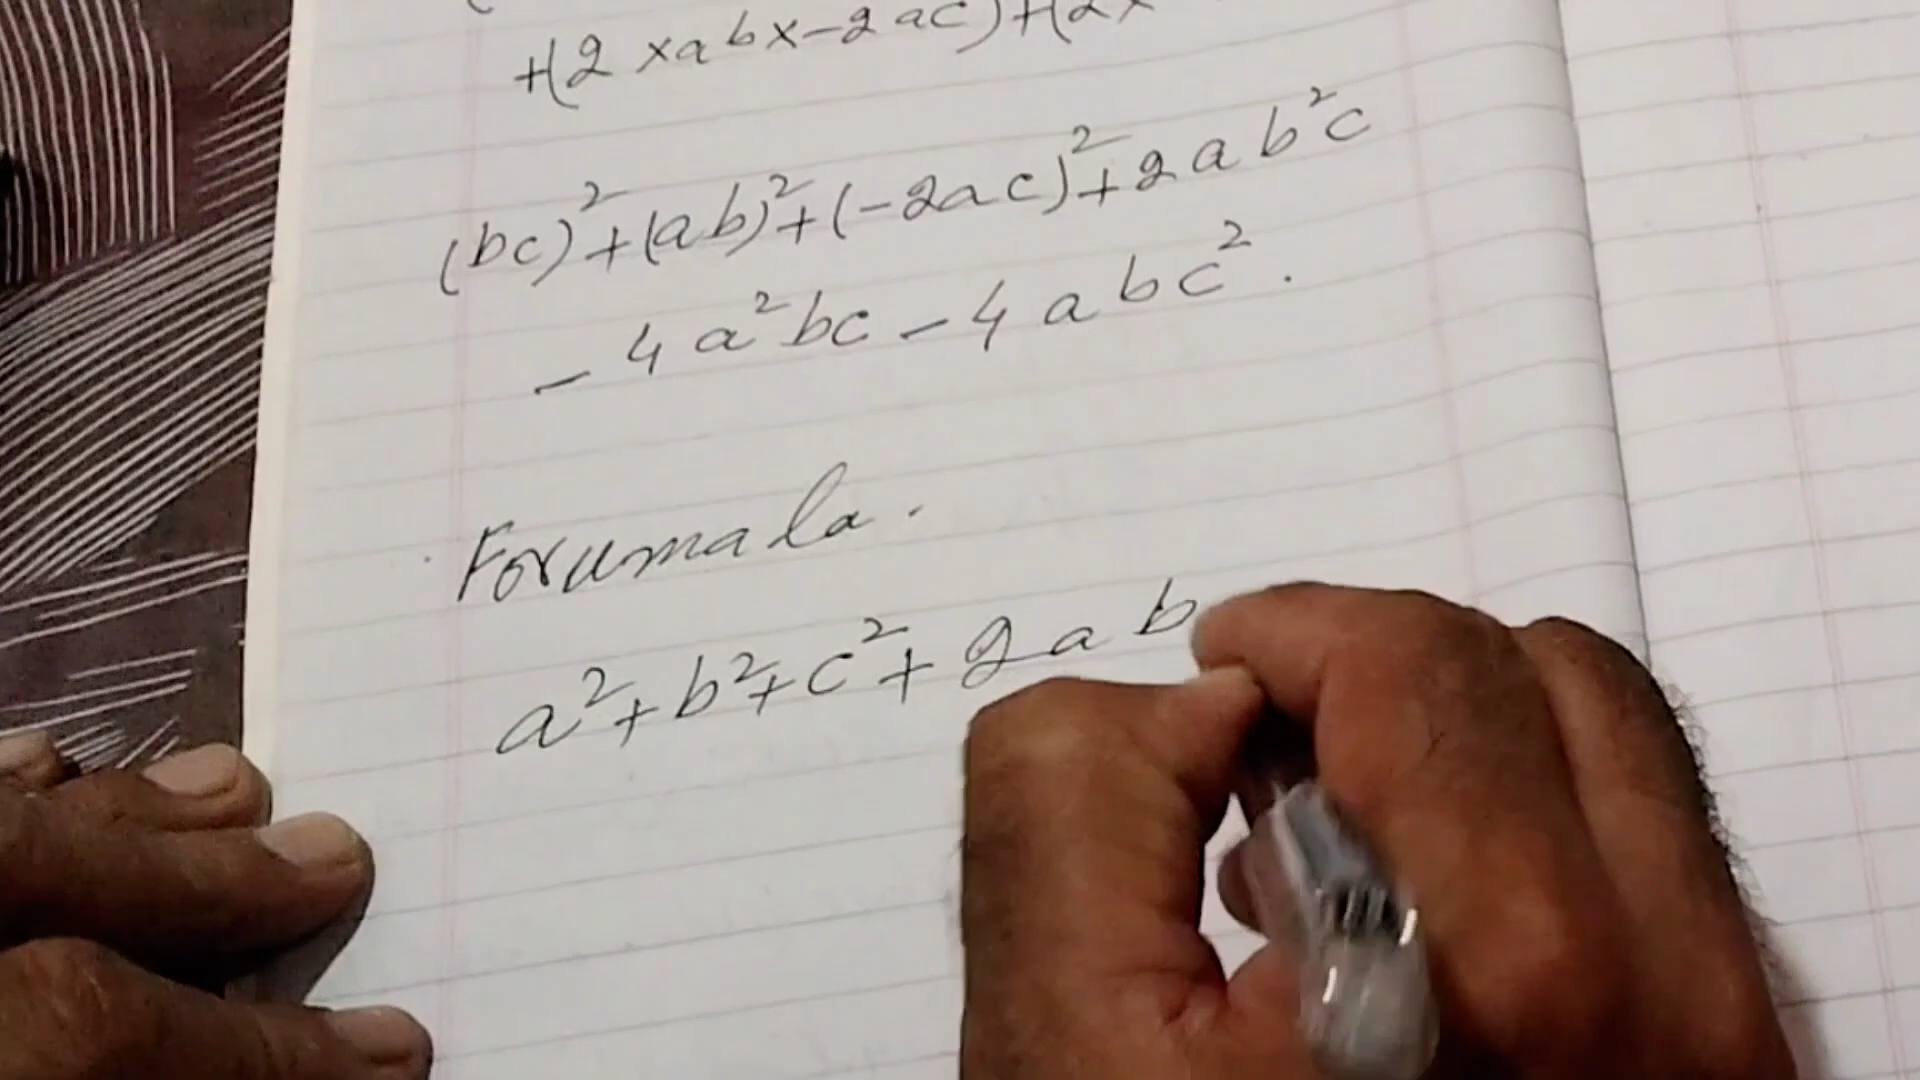 +(2 × ab × -2ac) + (2×
(bc)² + (ab)² + (-2ac)² + 2ab²c
- 4a²bc - 4abc².
Forumala.
a² + b² + c² + 2ab